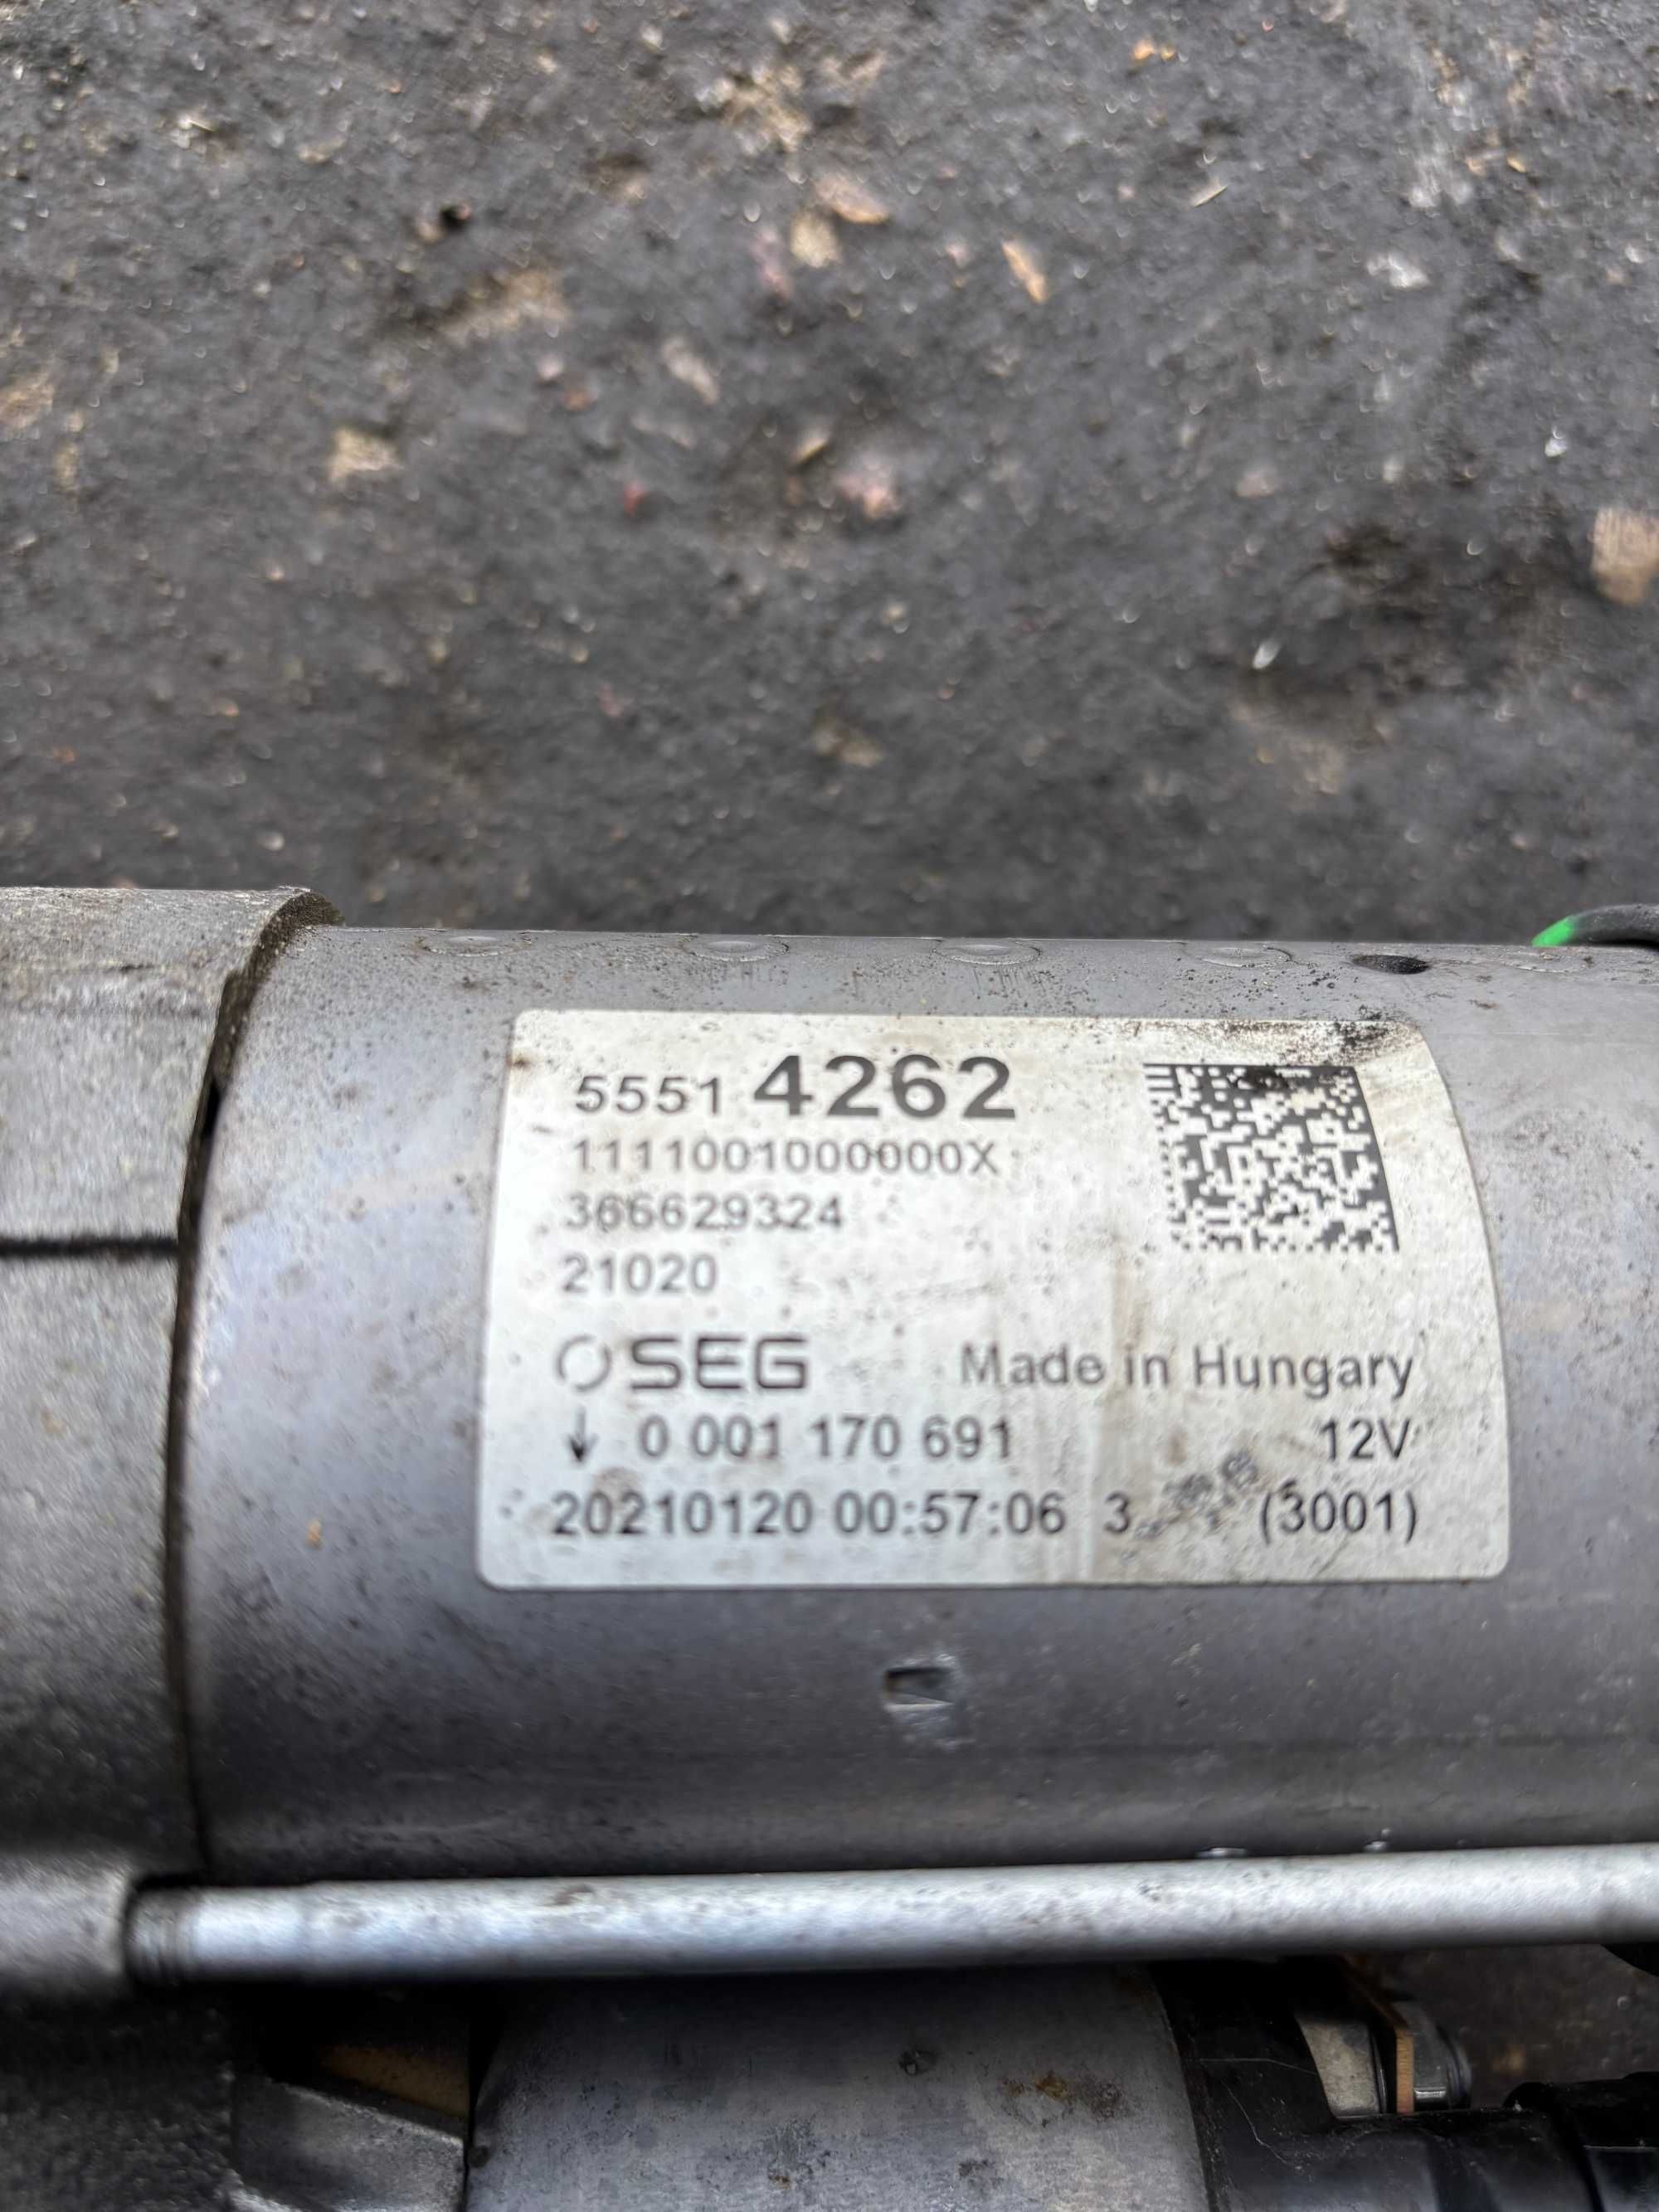 5551 4262
1111001000000X
366629324
21020
SEG Made in Hungary
0 001 170 691 12V
20210120 00:57:06 3 (3001)